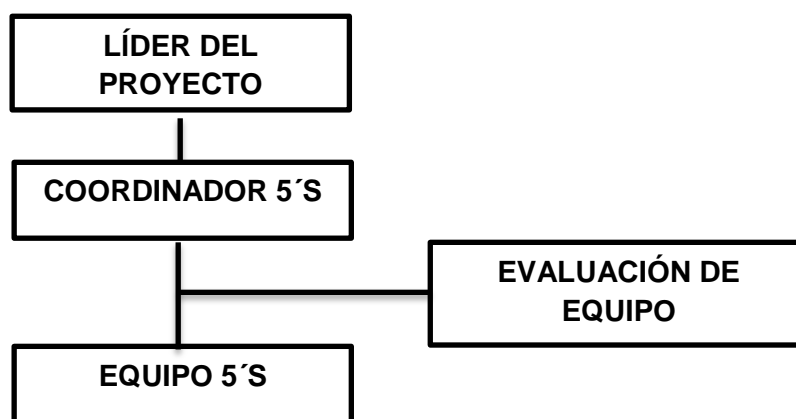 LÍDER DEL
PROYECTO
COORDINADOR 5´S
EVALUACIÓN DE
EQUIPO
EQUIPO 5´S